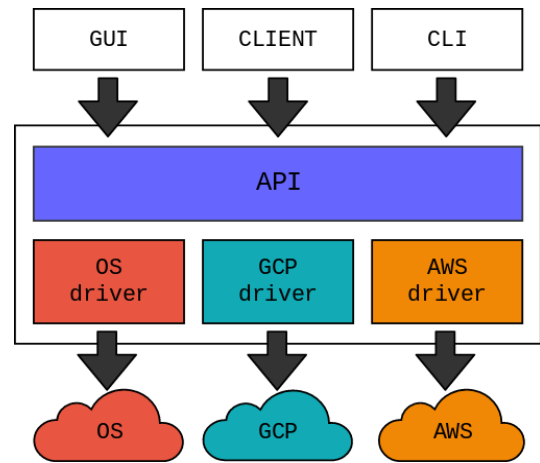 GUI
CLIENT
CLI
API
OS
driver
GCP
driver
AWS
driver
OS
GCP
AWS